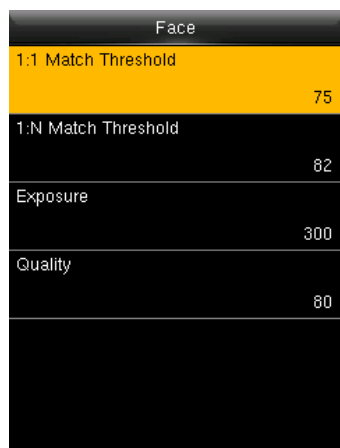 Face
1:1 Match Threshold
75
1:N Match Threshold
82
Exposure
300
Quality
80